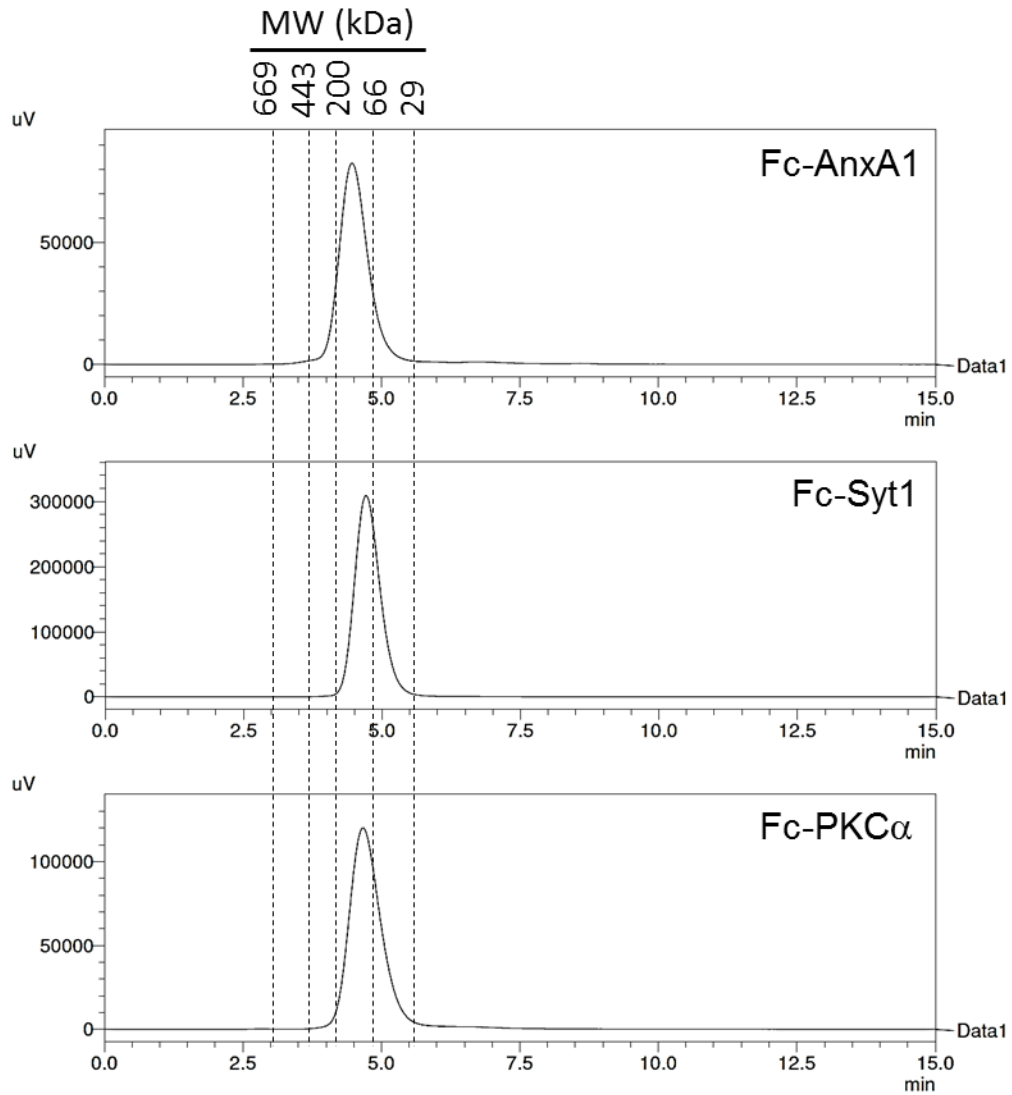 MW (kDa)
669 443 200 66 29
uV
Fc-AnxA1
50000
0
Data1
0.0 2.5 5.0 7.5 10.0 12.5 15.0
min
uV
Fc-Syt1
300000
200000
100000
0
Data1
0.0 2.5 5.0 7.5 10.0 12.5 15.0
min
uV
Fc-PKCα
100000
50000
0
Data1
0.0 2.5 5.0 7.5 10.0 12.5 15.0
min